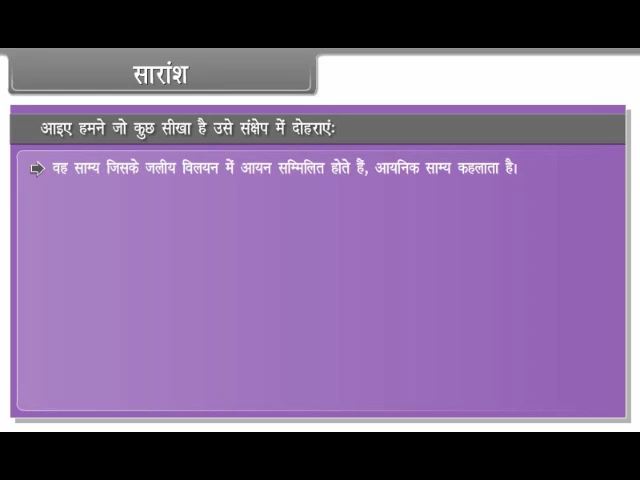 सारांश
आइए हमने जो कुछ सीखा है उसे संक्षेप में दोहराएं:
वह साम्य जिसके जलीय विलयन में आयन सम्मिलित होते हैं, आयनिक साम्य कहलाता है।